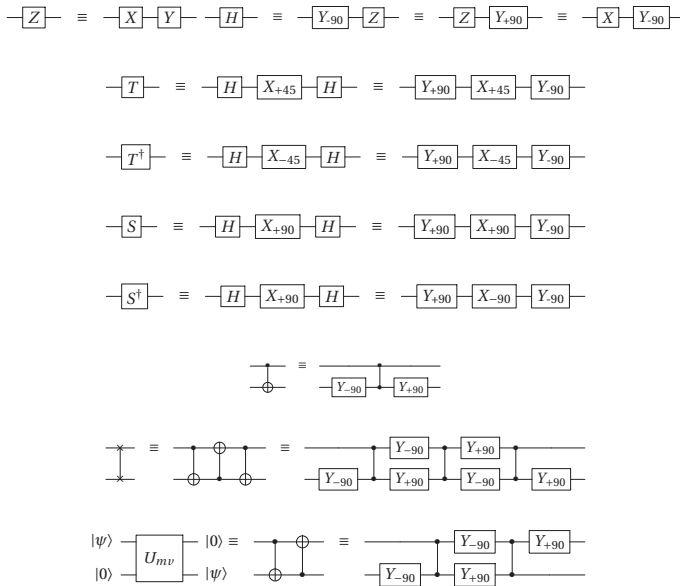 Z ≡ X Y H ≡ Y-90 Z ≡ Z Y+90 ≡ X Y-90
T ≡ H X+45 H ≡ Y+90 X+45 Y-90
T† ≡ H X−45 H ≡ Y+90 X−45 Y-90
S ≡ H X+90 H ≡ Y+90 X+90 Y-90
S† ≡ H X+90 H ≡ Y+90 X−90 Y-90
≡
Y−90 Y+90
≡ ≡ Y−90 Y+90
Y−90 Y+90 Y−90 Y+90
|ψ⟩ |0⟩ ≡ ≡ Y−90 Y+90
Umv
|0⟩ |ψ⟩ Y−90 Y+90